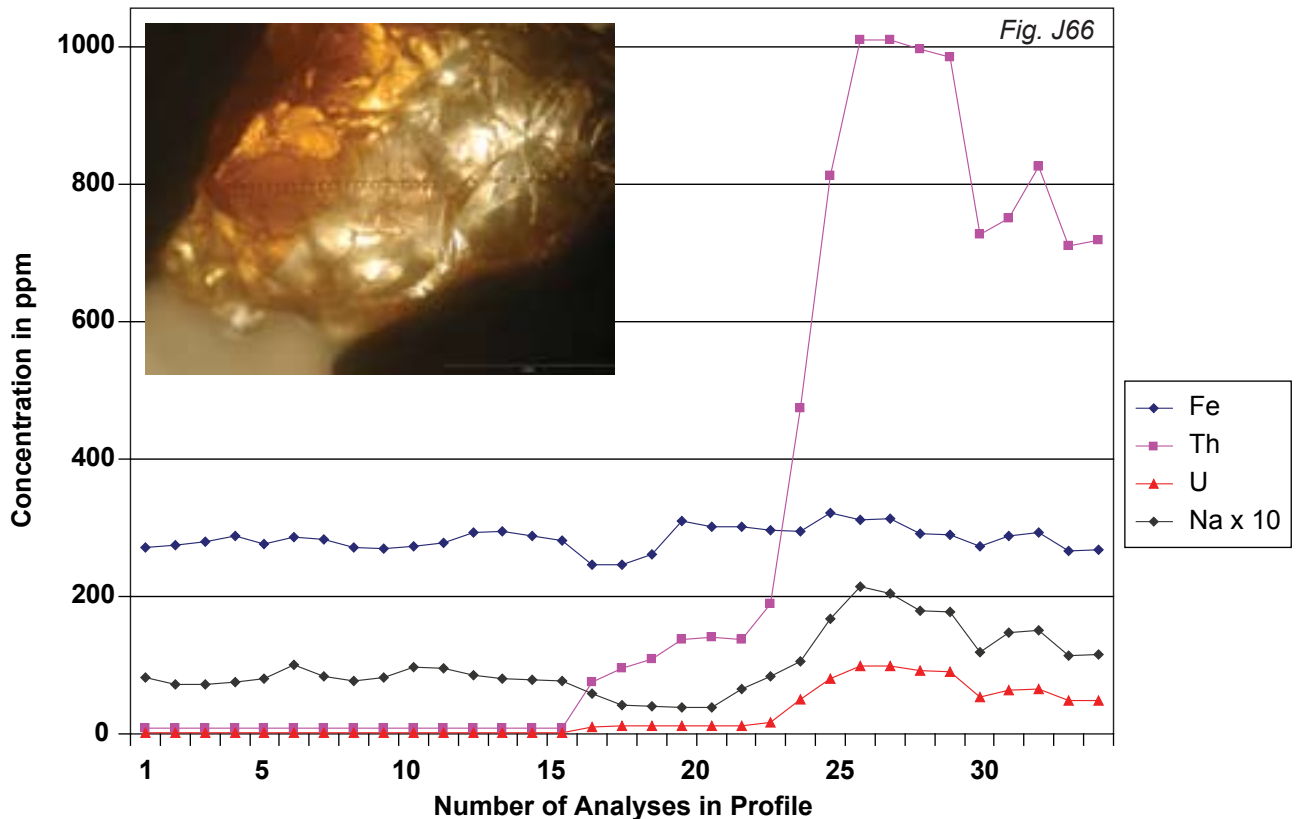 Fig. J66
Concentration in ppm
1000
800
600
400
200
0
1 5 10 15 20 25 30
Number of Analyses in Profile
Fe
Th
U
Na x 10